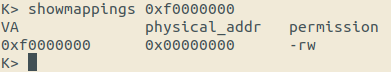 K> showmappings 0xf0000000
VA physical_addr permission
0xf0000000 0x00000000 -rw
K>